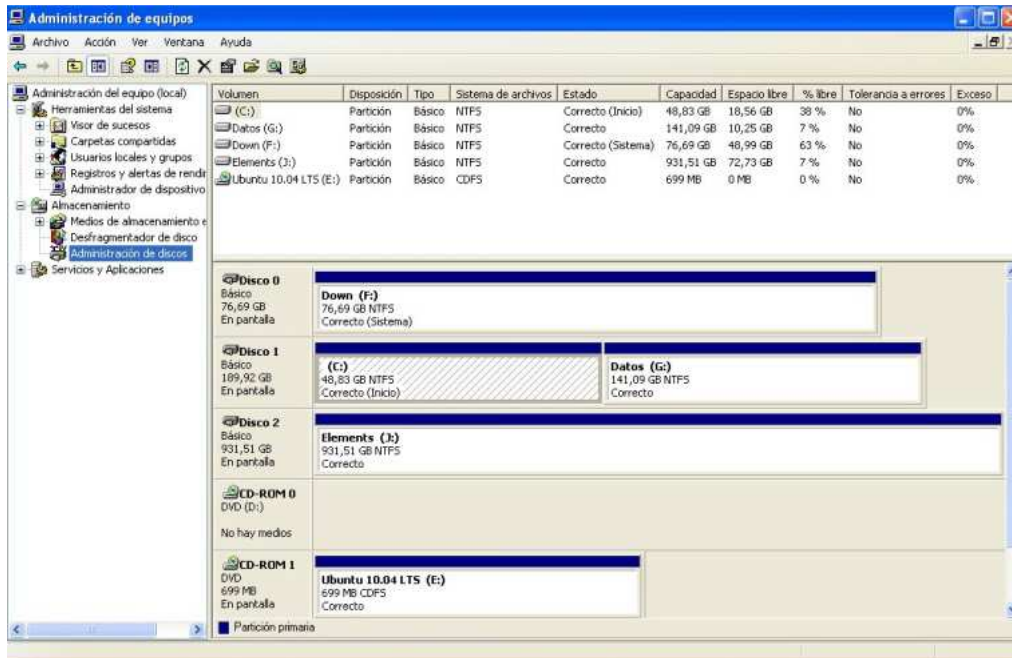 Administración de equipos
Archivo Acción Ver Ventana Ayuda
Administración del equipo (local)
Herramientas del sistema
Visor de sucesos
Carpetas compartidas
Usuarios locales y grupos
Registros y alertas de rendir
Administrador de dispositivo
Almacenamiento
Medios de almacenamiento e
Desfragmentador de disco
Administración de discos
Servicios y Aplicaciones
Volumen Disposición Tipo Sistema de archivos Estado Capacidad Espacio libre % libre Tolerancia a errores Exceso
(C:) Partición Básico NTFS Correcto (Inicio) 48,83 GB 18,56 GB 38 % No 0%
Datos (G:) Partición Básico NTFS Correcto 141,09 GB 10,25 GB 7 % No 0%
Down (F:) Partición Básico NTFS Correcto (Sistema) 76,69 GB 48,99 GB 63 % No 0%
Elements (J:) Partición Básico NTFS Correcto 931,51 GB 72,73 GB 7 % No 0%
Ubuntu 10.04 LTS (E:) Partición Básico CDFS Correcto 699 MB 0 MB 0 % No 0%
Disco 0
Básico
76,69 GB
En pantalla
Down (F:)
76,69 GB NTFS
Correcto (Sistema)
Disco 1
Básico
189,92 GB
En pantalla
(C:)
48,83 GB NTFS
Correcto (Inicio)
Datos (G:)
141,09 GB NTFS
Correcto
Disco 2
Básico
931,51 GB
En pantalla
Elements (J:)
931,51 GB NTFS
Correcto
CD-ROM 0
DVD (D:)
No hay medios
CD-ROM 1
DVD
699 MB
En pantalla
Ubuntu 10.04 LTS (E:)
699 MB CDFS
Correcto
Partición primaria